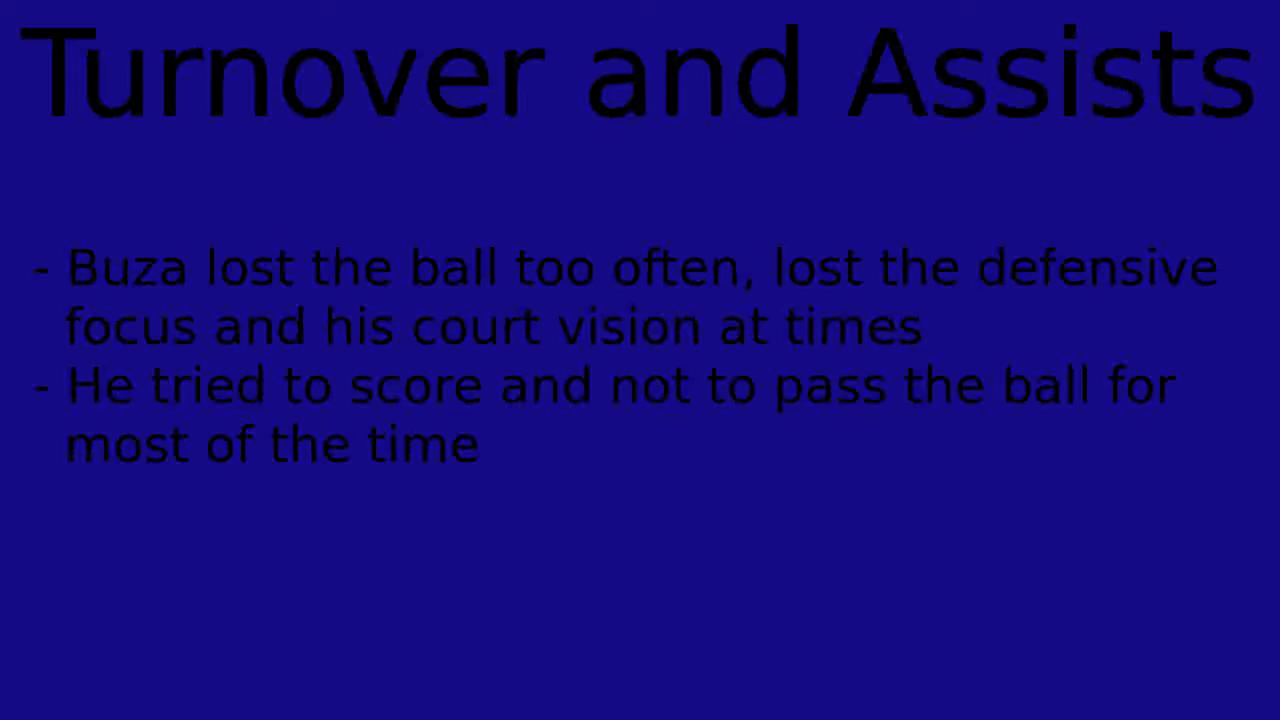 Turnover and Assists
- Buza lost the ball too often, lost the defensive
focus and his court vision at times
- He tried to score and not to pass the ball for
most of the time